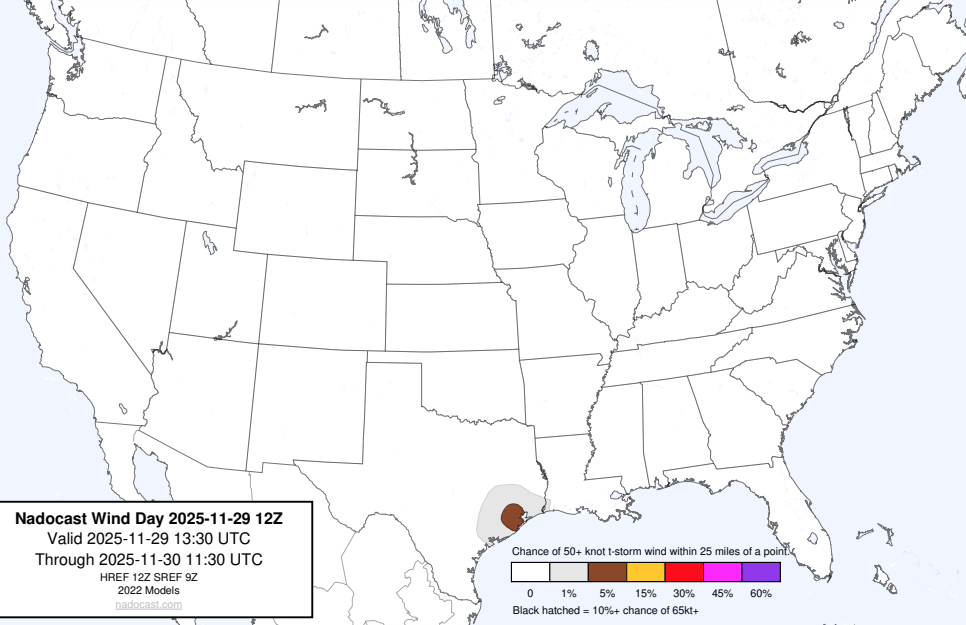 Nadocast Wind Day 2025-11-29 12Z
Valid 2025-11-29 13:30 UTC
Through 2025-11-30 11:30 UTC
HREF 12Z SREF 9Z
2022 Models
nadocast.com
Chance of 50+ knot t-storm wind within 25 miles of a point.
0 1% 5% 15% 30% 45% 60%
Black hatched = 10%+ chance of 65kt+